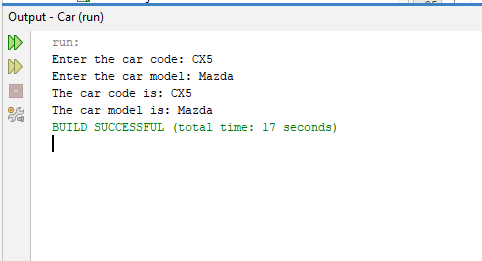 Output - Car (run)
run:
Enter the car code: CX5
Enter the car model: Mazda
The car code is: CX5
The car model is: Mazda
BUILD SUCCESSFUL (total time: 17 seconds)